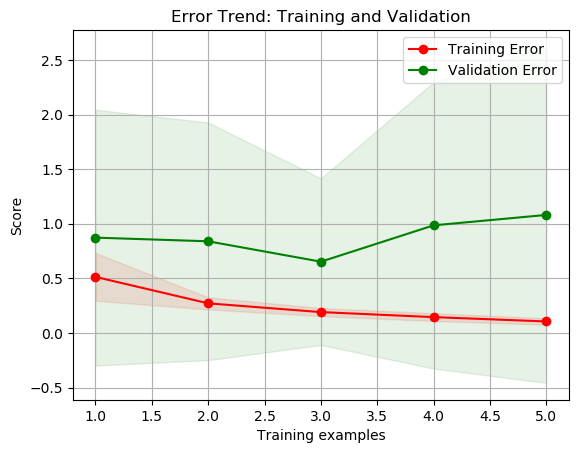 Error Trend: Training and Validation
Training Error
Validation Error
2.5
2.0
1.5
1.0
0.5
0.0
−0.5
Score
1.0 1.5 2.0 2.5 3.0 3.5 4.0 4.5 5.0
Training examples